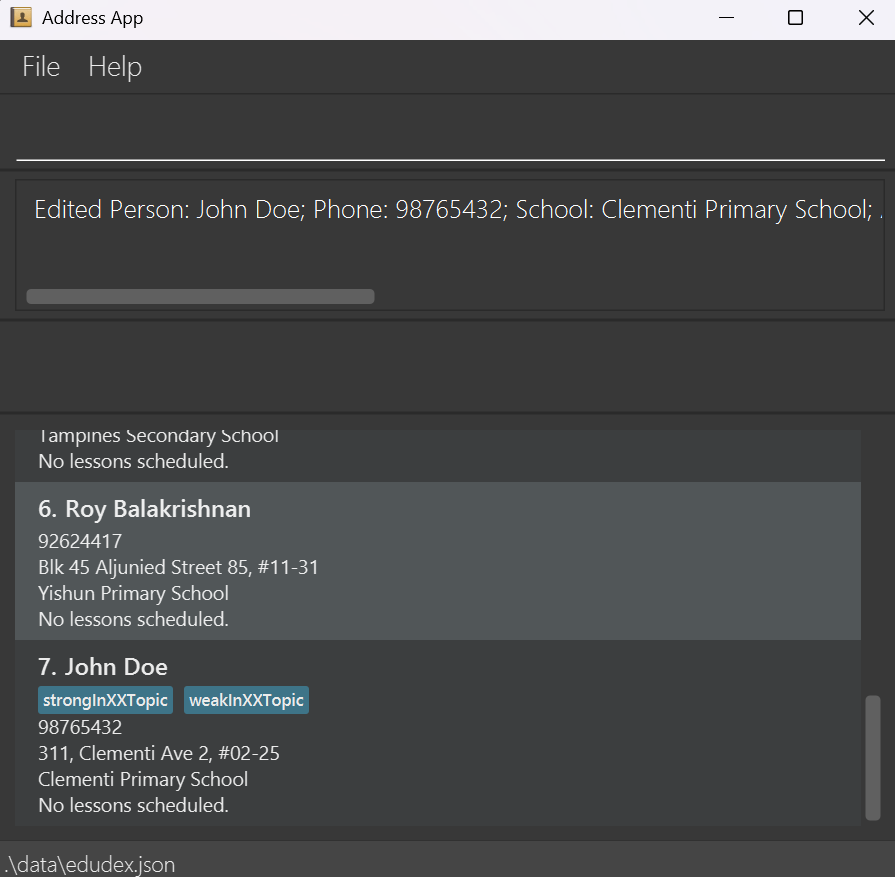 Address App
File Help
Edited Person: John Doe; Phone: 98765432; School: Clementi Primary School;
Tampines Secondary School
No lessons scheduled.
6. Roy Balakrishnan
92624417
Blk 45 Aljunied Street 85, #11-31
Yishun Primary School
No lessons scheduled.
7. John Doe
strongInXXTopic weakInXXTopic
98765432
311, Clementi Ave 2, #02-25
Clementi Primary School
No lessons scheduled.
.\data\edudex.json